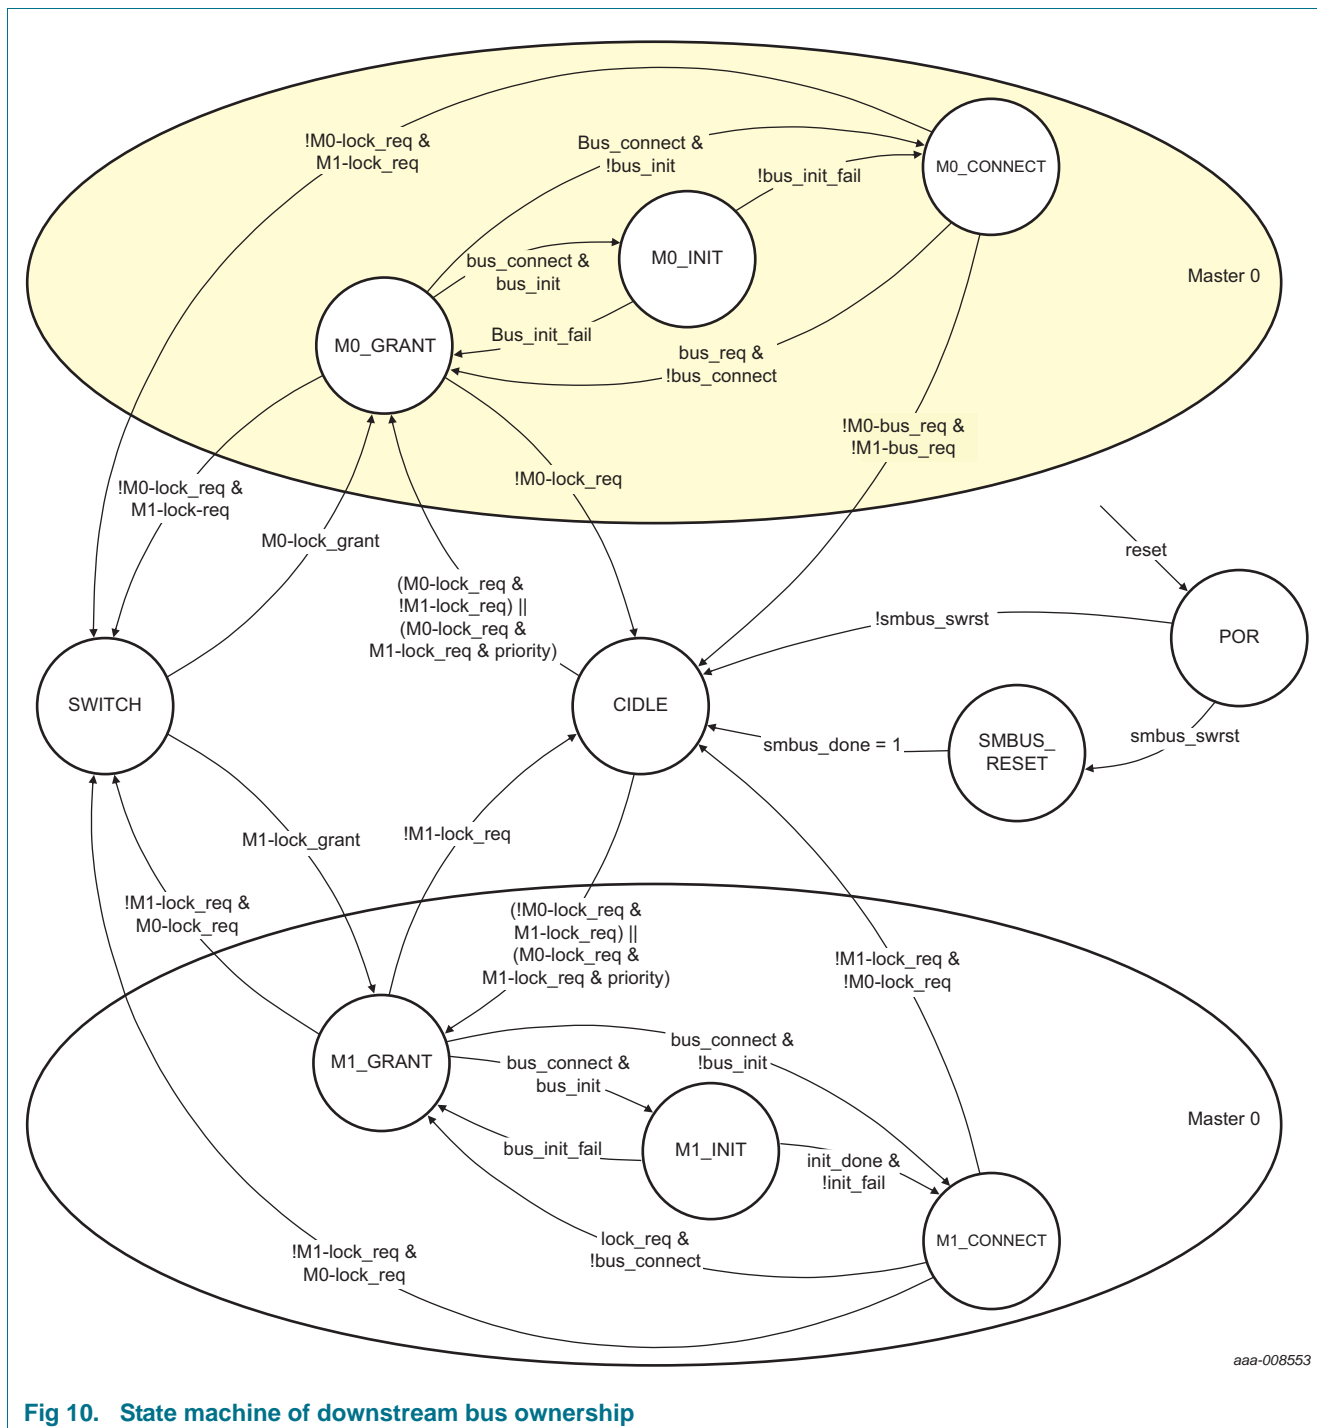 !M0-lock_req &
M1-lock_req
Bus_connect &
!bus_init
!bus_init_fail
M0_CONNECT
bus_connect &
bus_init
M0_INIT
Master 0
M0_GRANT
Bus_init_fail
bus_req &
!bus_connect
!M0-bus_req &
!M1-bus_req
!M0-lock_req &
M1-lock-req
!M0-lock_req
M0-lock_grant
reset
(M0-lock_req &
!M1-lock_req) ||
(M0-lock_req &
M1-lock_req & priority)
!smbus_swrst
POR
SWITCH
CIDLE
smbus_done = 1
SMBUS_
RESET
smbus_swrst
M1-lock_grant
!M1-lock_req
!M1-lock_req &
M0-lock_req
(!M0-lock_req &
M1-lock_req) ||
(M0-lock_req &
M1-lock_req & priority)
!M1-lock_req &
!M0-lock_req
M1_GRANT
bus_connect &
!bus_init
bus_connect &
bus_init
Master 0
bus_init_fail
M1_INIT
init_done &
!init_fail
lock_req &
!bus_connect
M1_CONNECT
!M1-lock_req &
M0-lock_req
aaa-008553
Fig 10. State machine of downstream bus ownership